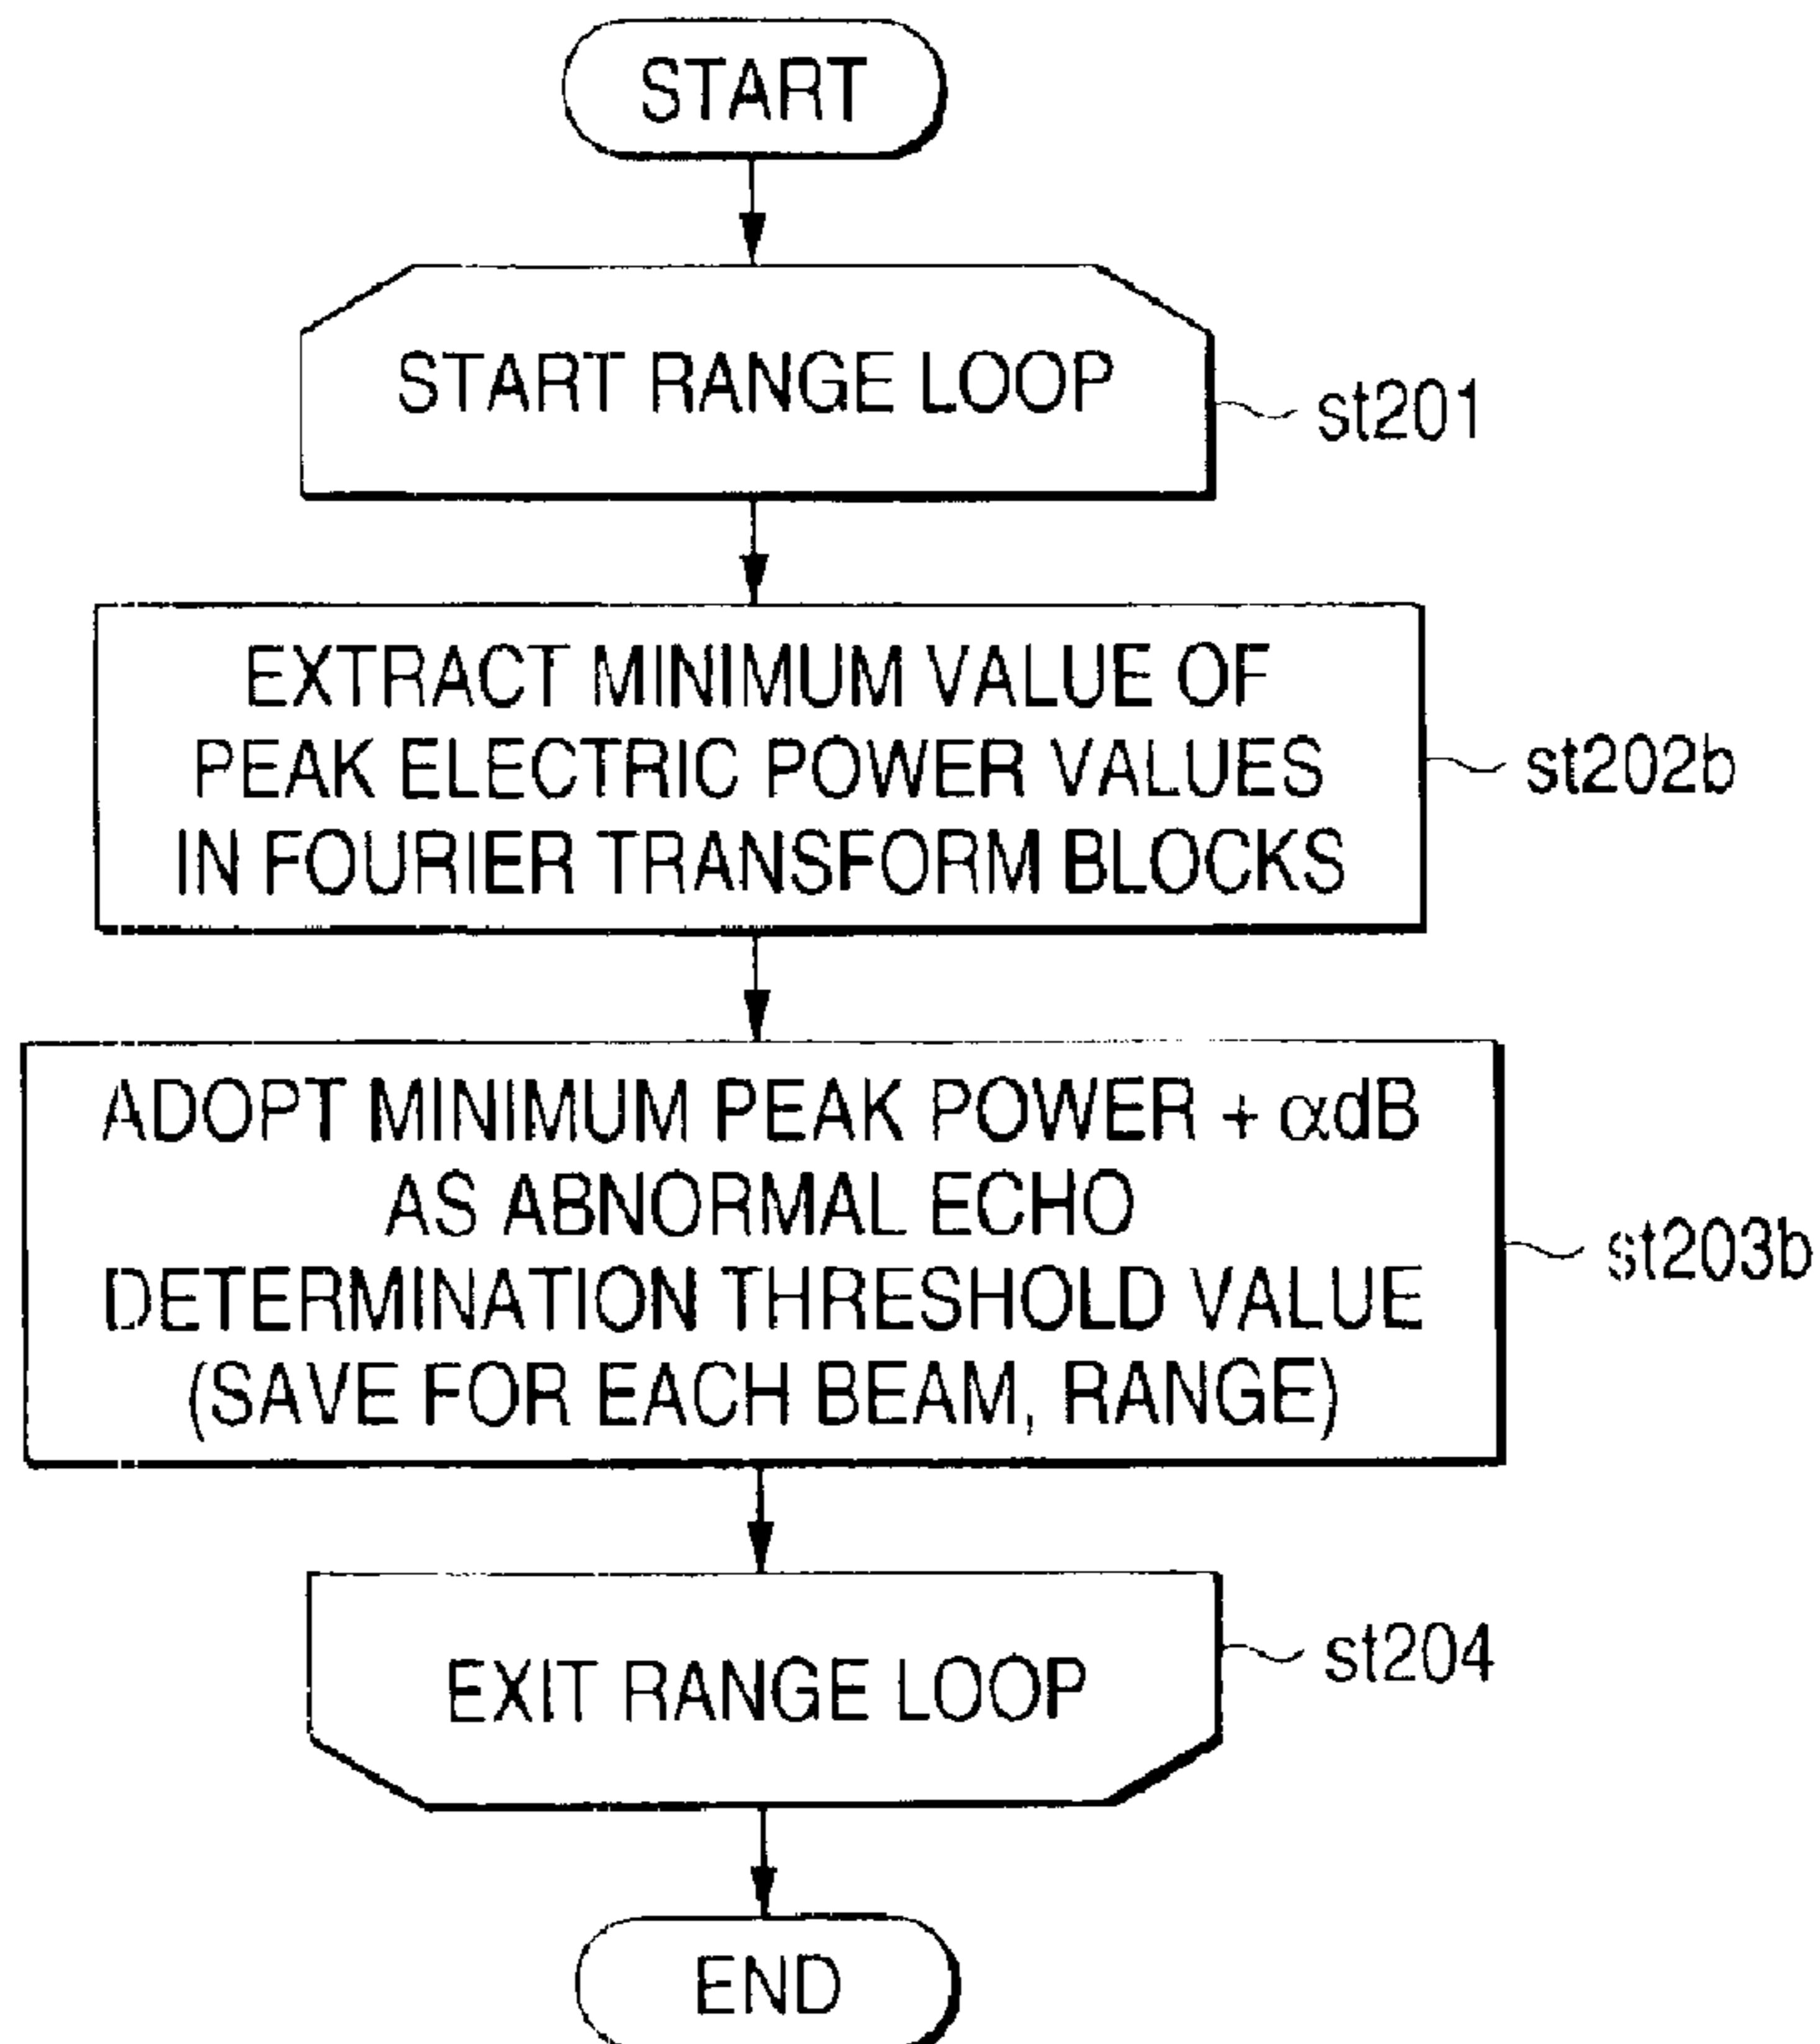 START
START RANGE LOOP
st201
EXTRACT MINIMUM VALUE OF
PEAK ELECTRIC POWER VALUES
IN FOURIER TRANSFORM BLOCKS
st202b
ADOPT MINIMUM PEAK POWER + αdB
AS ABNORMAL ECHO
DETERMINATION THRESHOLD VALUE
(SAVE FOR EACH BEAM, RANGE)
st203b
EXIT RANGE LOOP
st204
END